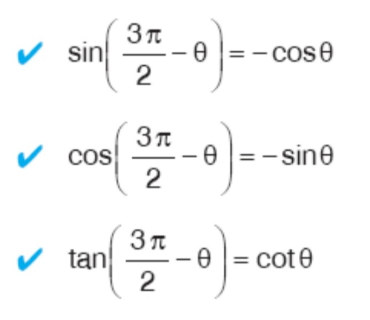 ✔ sin(3π/2 − θ) = − cosθ
✔ cos(3π/2 − θ) = − sinθ
✔ tan(3π/2 − θ) = cotθ